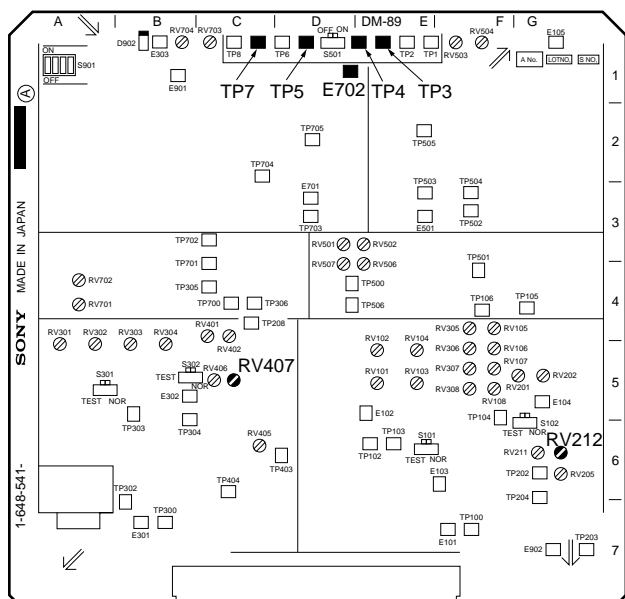 A B C D DM-89 E F G
D902 E303 RV704 RV703 TP8 TP6 OFF ON S501 TP2 TP1 RV503 RV504 E105
ON S901 OFF
E901
TP7 TP5 E702 TP4 TP3
A No. LOTNO. S NO.
1
A
TP705 TP505
2
TP704
E701 TP503 TP504
TP703 E501 TP502
3
TP702 RV501 RV502
TP701 RV507 RV506 TP501
RV702 TP305 TP500
RV701 TP700 TP306 TP506 TP106 TP105
4
TP208
RV301 RV302 RV303 RV304 RV401 RV402 RV102 RV104 RV305 RV105
RV306 RV106
S301 S302 RV406 RV407 RV101 RV103 RV307 RV107 RV202
TEST NOR TEST NOR RV308 RV201
5
E302 RV108 E104
TP303 TP304 E102 TP104 S102
TEST NOR RV212
RV405 TP102 TP103 S101 RV211
TEST NOR
TP403 TP202 RV205
6
TP404 E103 TP204
TP302
E301 TP300 E101 TP100
E902 TP203
7
MADE IN JAPAN
SONY
1-648-541-